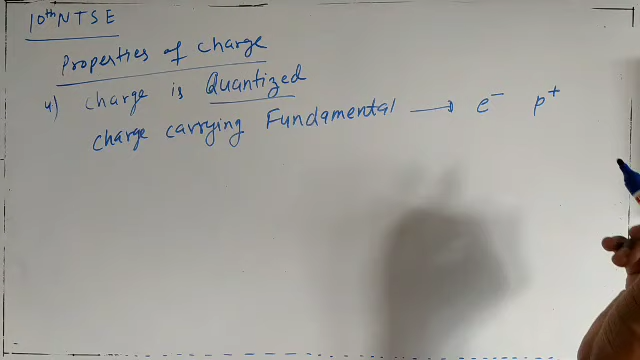 10th NTSE
Properties of charge
4) charge is Quantized
charge carrying Fundamental → e⁻ p⁺